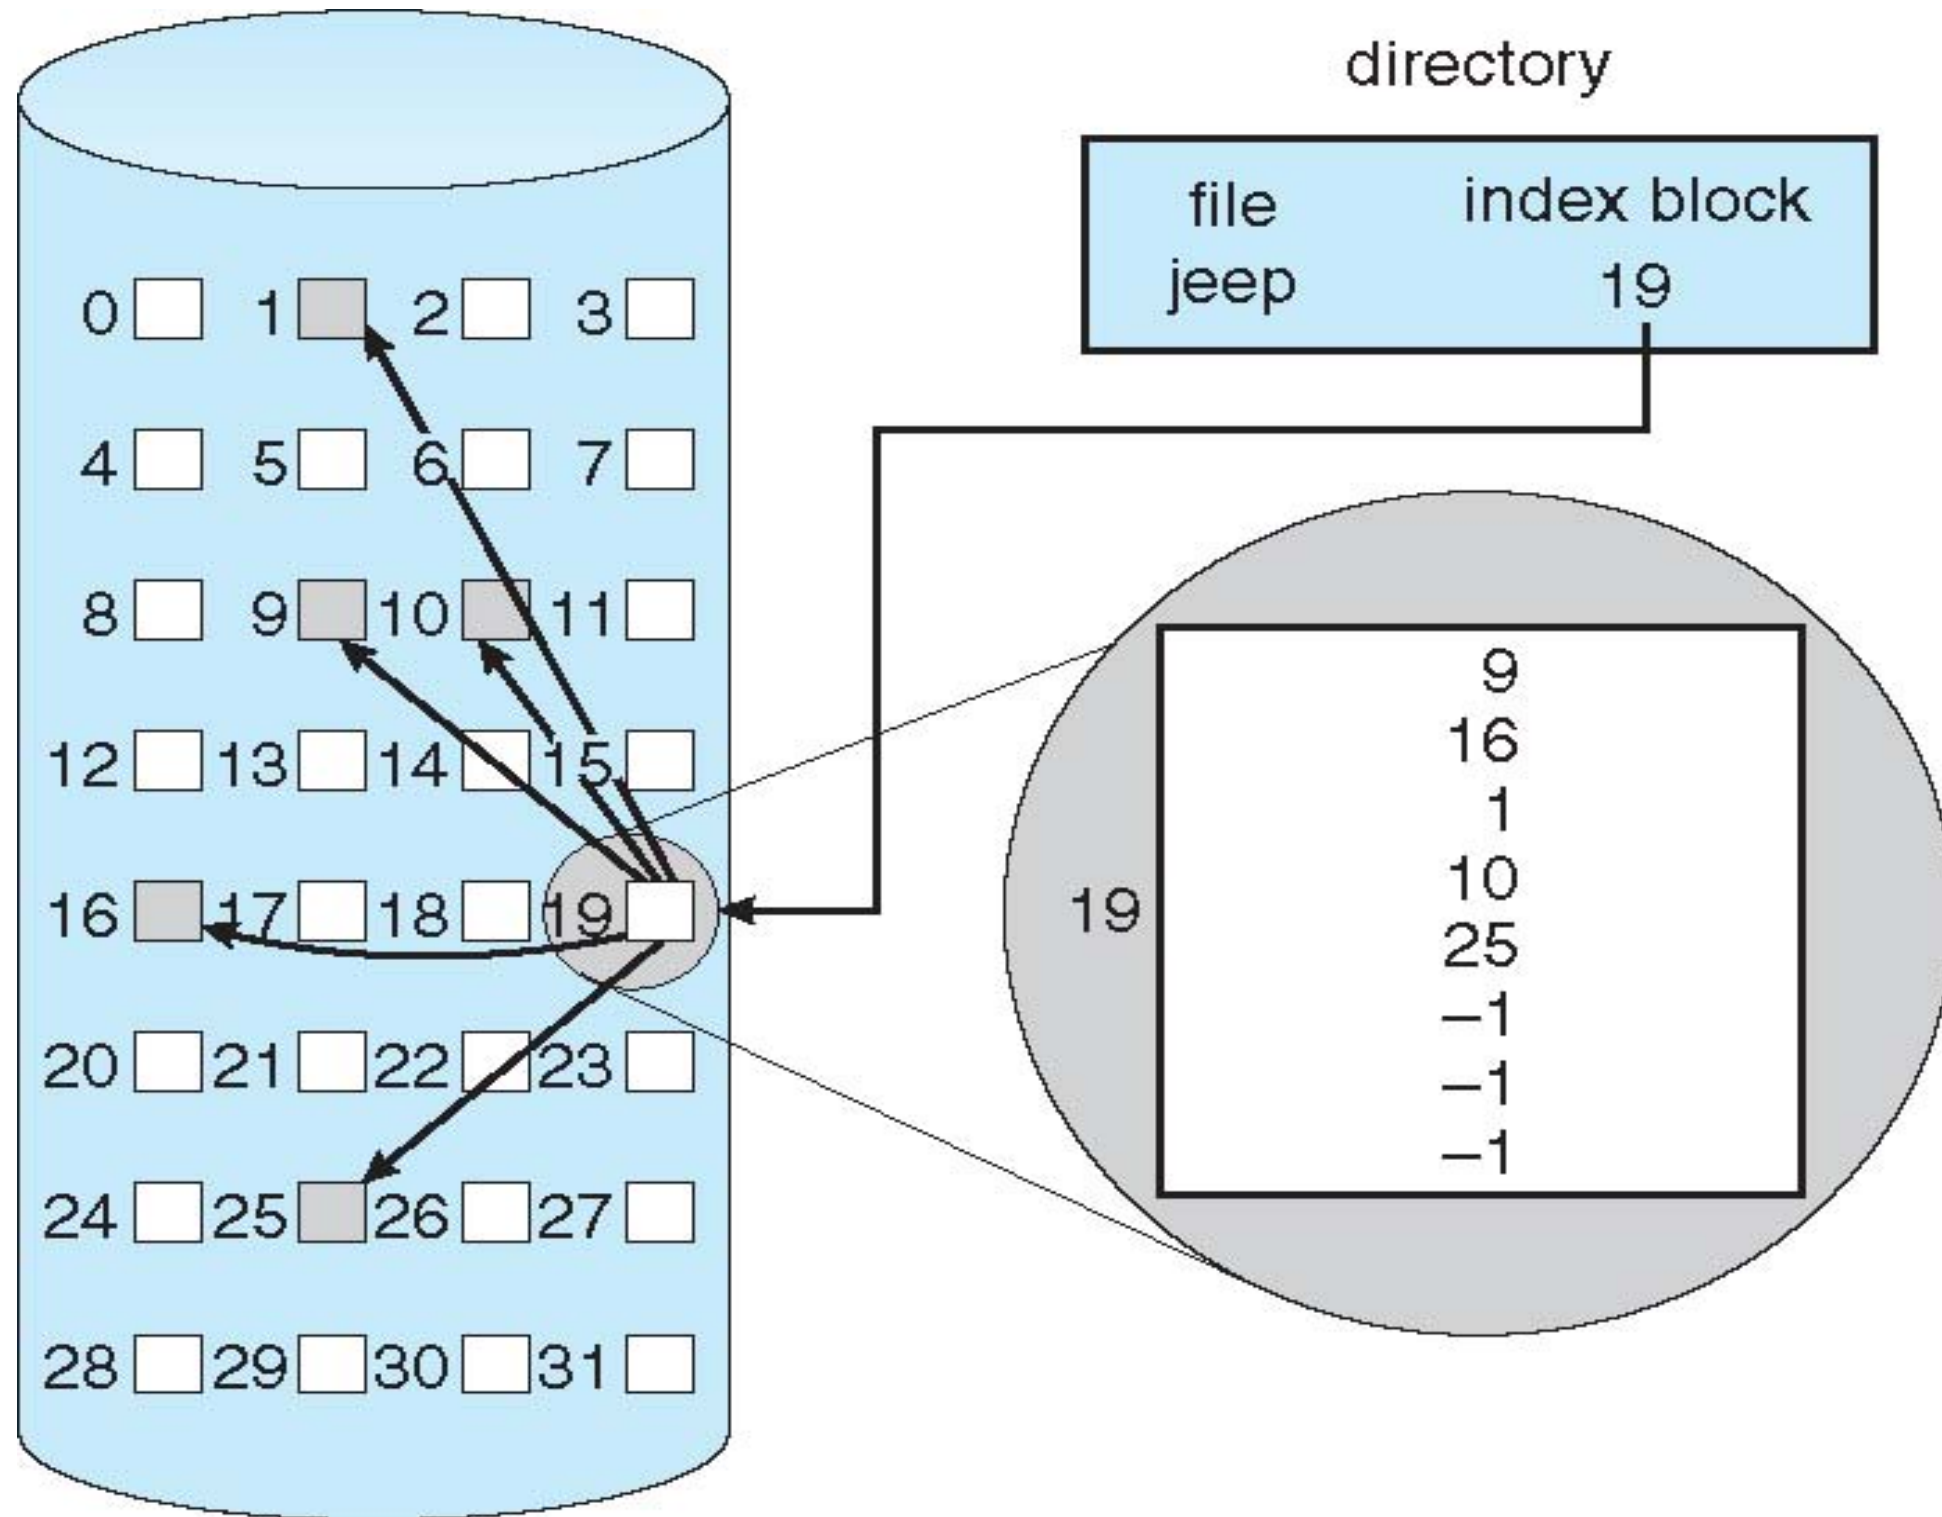 directory
file index block
jeep 19
0 1 2 3
4 5 6 7
8 9 10 11
12 13 14 15
16 17 18 19
20 21 22 23
24 25 26 27
28 29 30 31
19
9
16
1
10
25
–1
–1
–1